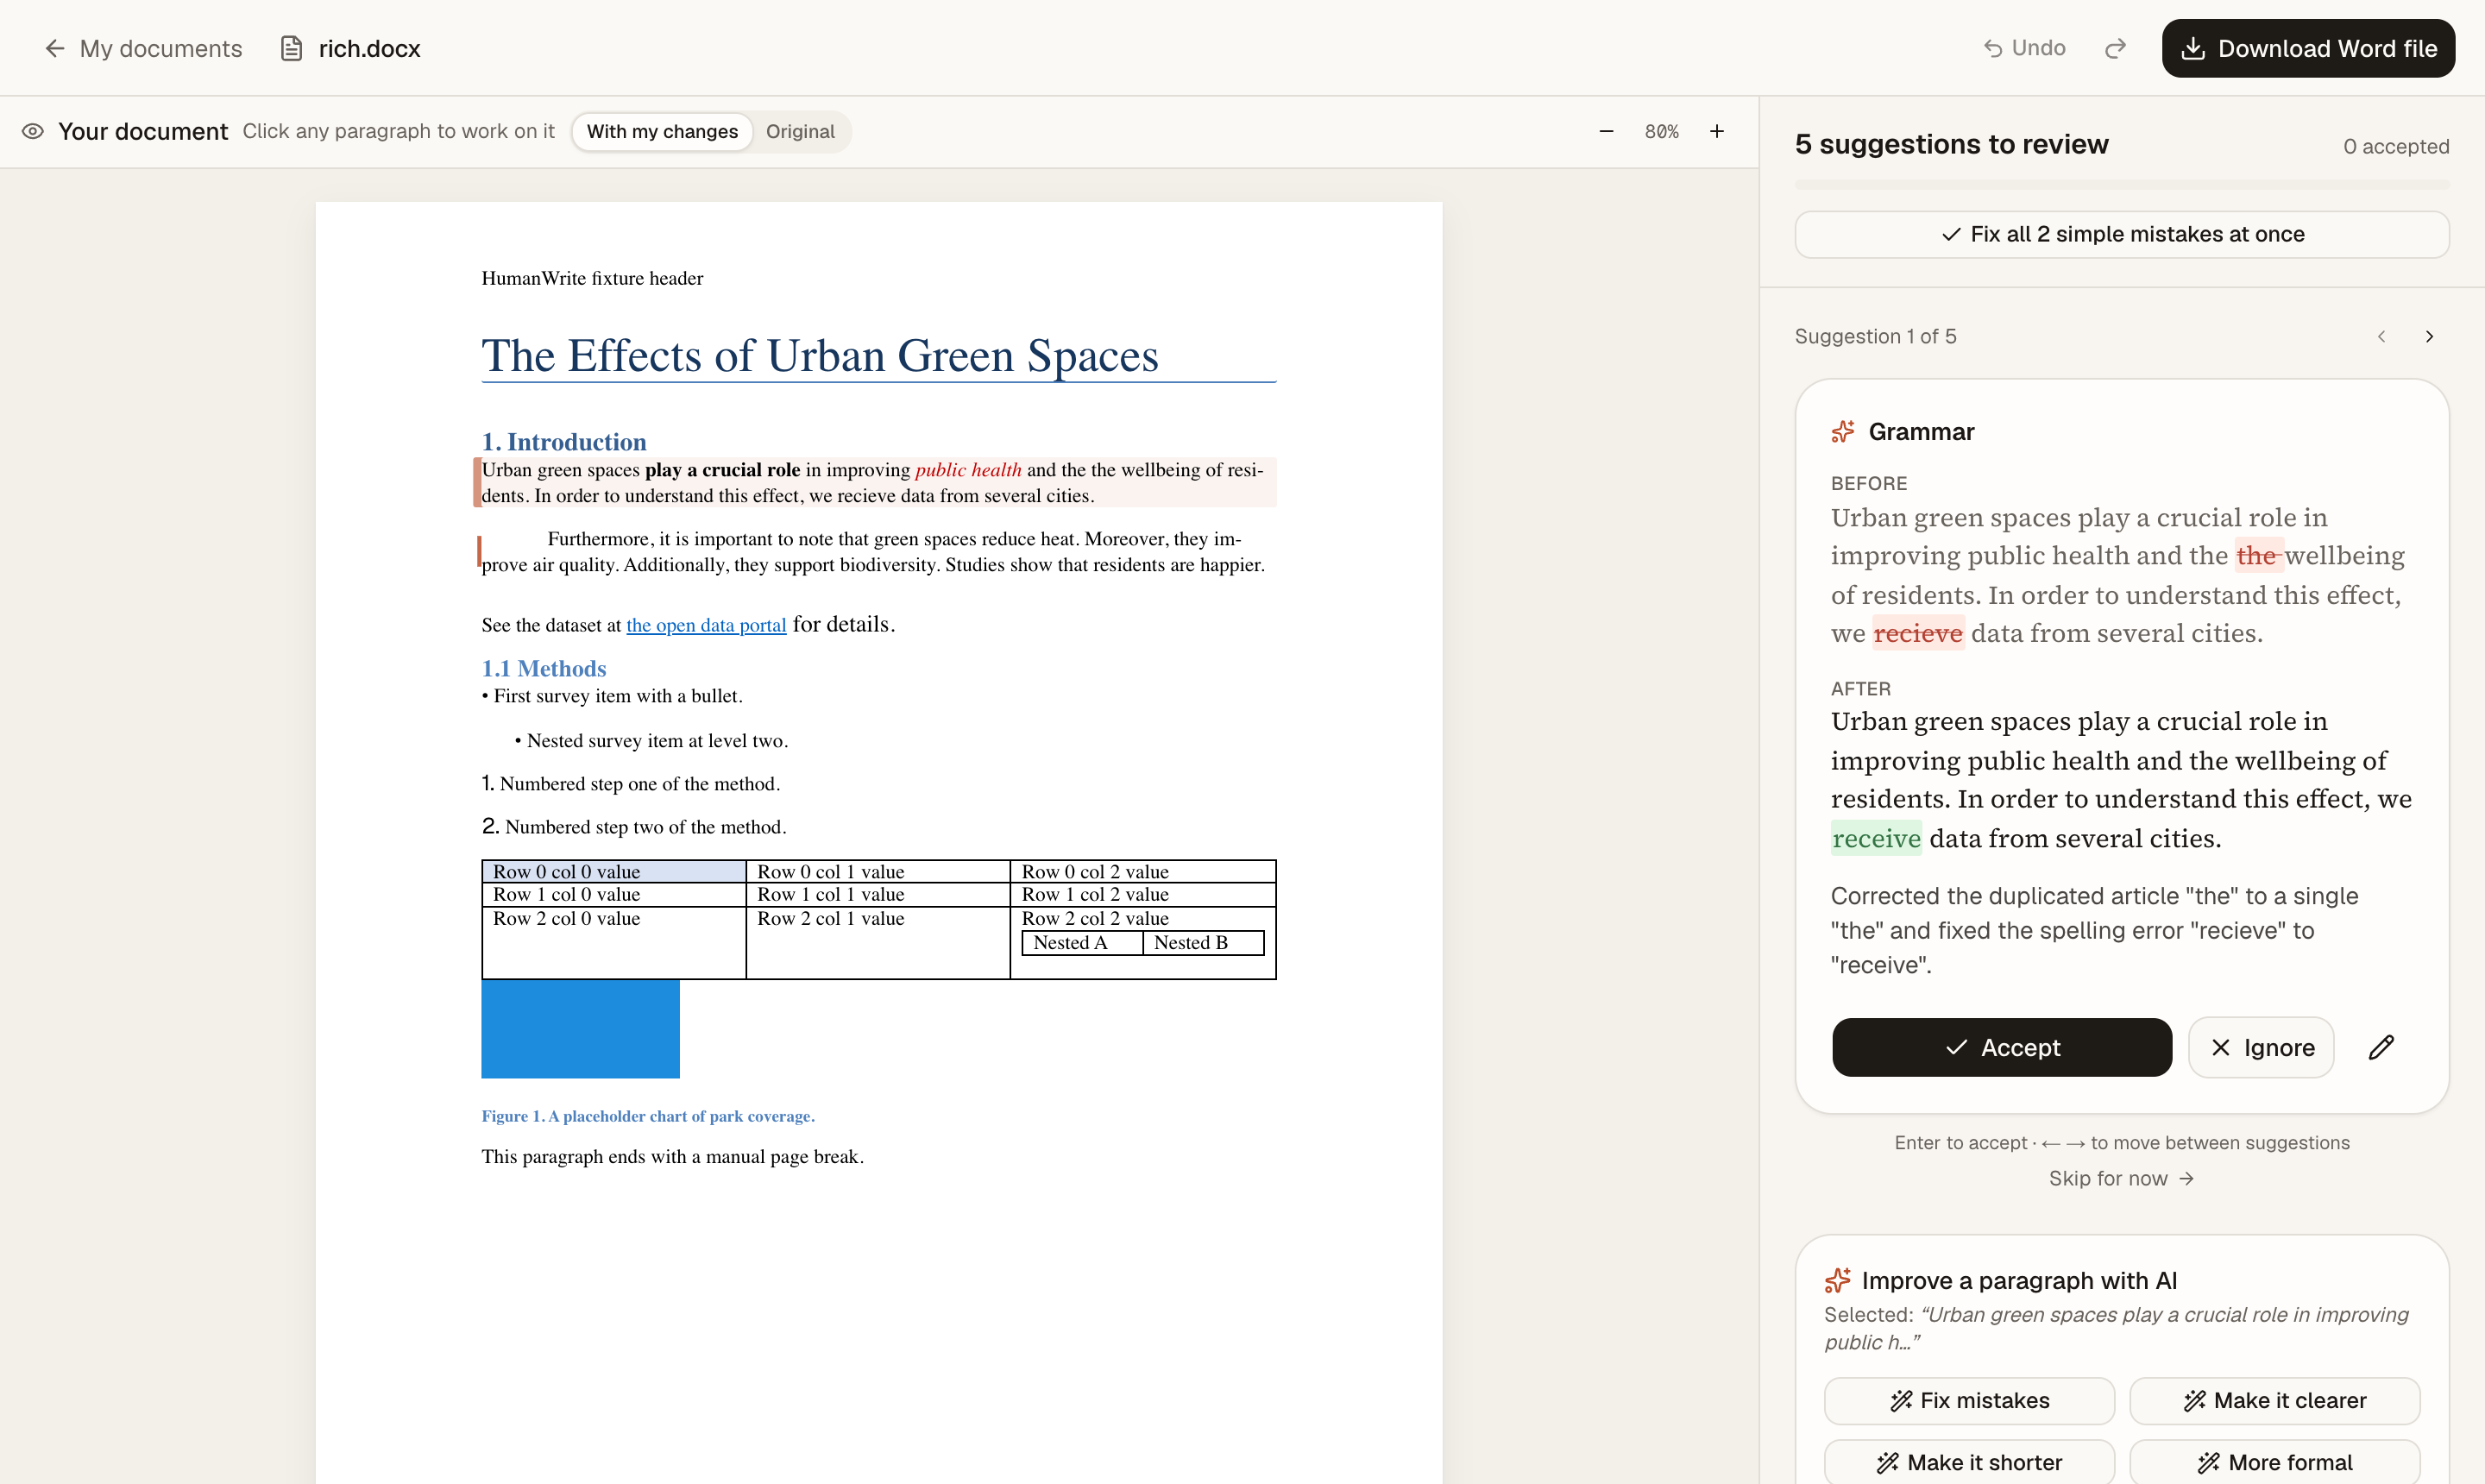 My documents
rich.docx
Undo
Download Word file
Your document
Click any paragraph to work on it
With my changes
Original
80%
HumanWrite fixture header
The Effects of Urban Green Spaces
1. Introduction
Urban green spaces play a crucial role in improving public health and the the wellbeing of resi-
dents. In order to understand this effect, we recieve data from several cities.
Furthermore, it is important to note that green spaces reduce heat. Moreover, they im-
prove air quality. Additionally, they support biodiversity. Studies show that residents are happier.
See the dataset at the open data portal for details.
1.1 Methods
• First survey item with a bullet.
• Nested survey item at level two.
1. Numbered step one of the method.
2. Numbered step two of the method.
Row 0 col 0 value Row 0 col 1 value Row 0 col 2 value
Row 1 col 0 value Row 1 col 1 value Row 1 col 2 value
Row 2 col 0 value Row 2 col 1 value Row 2 col 2 value
Nested A Nested B
Figure 1. A placeholder chart of park coverage.
This paragraph ends with a manual page break.
5 suggestions to review
0 accepted
Fix all 2 simple mistakes at once
Suggestion 1 of 5
Grammar
BEFORE
Urban green spaces play a crucial role in
improving public health and the the wellbeing
of residents. In order to understand this effect,
we recieve data from several cities.
AFTER
Urban green spaces play a crucial role in
improving public health and the wellbeing of
residents. In order to understand this effect, we
receive data from several cities.
Corrected the duplicated article "the" to a single
"the" and fixed the spelling error "recieve" to
"receive".
Accept
Ignore
Enter to accept · ← → to move between suggestions
Skip for now →
Improve a paragraph with AI
Selected: “Urban green spaces play a crucial role in improving
public h…”
Fix mistakes
Make it clearer
Make it shorter
More formal